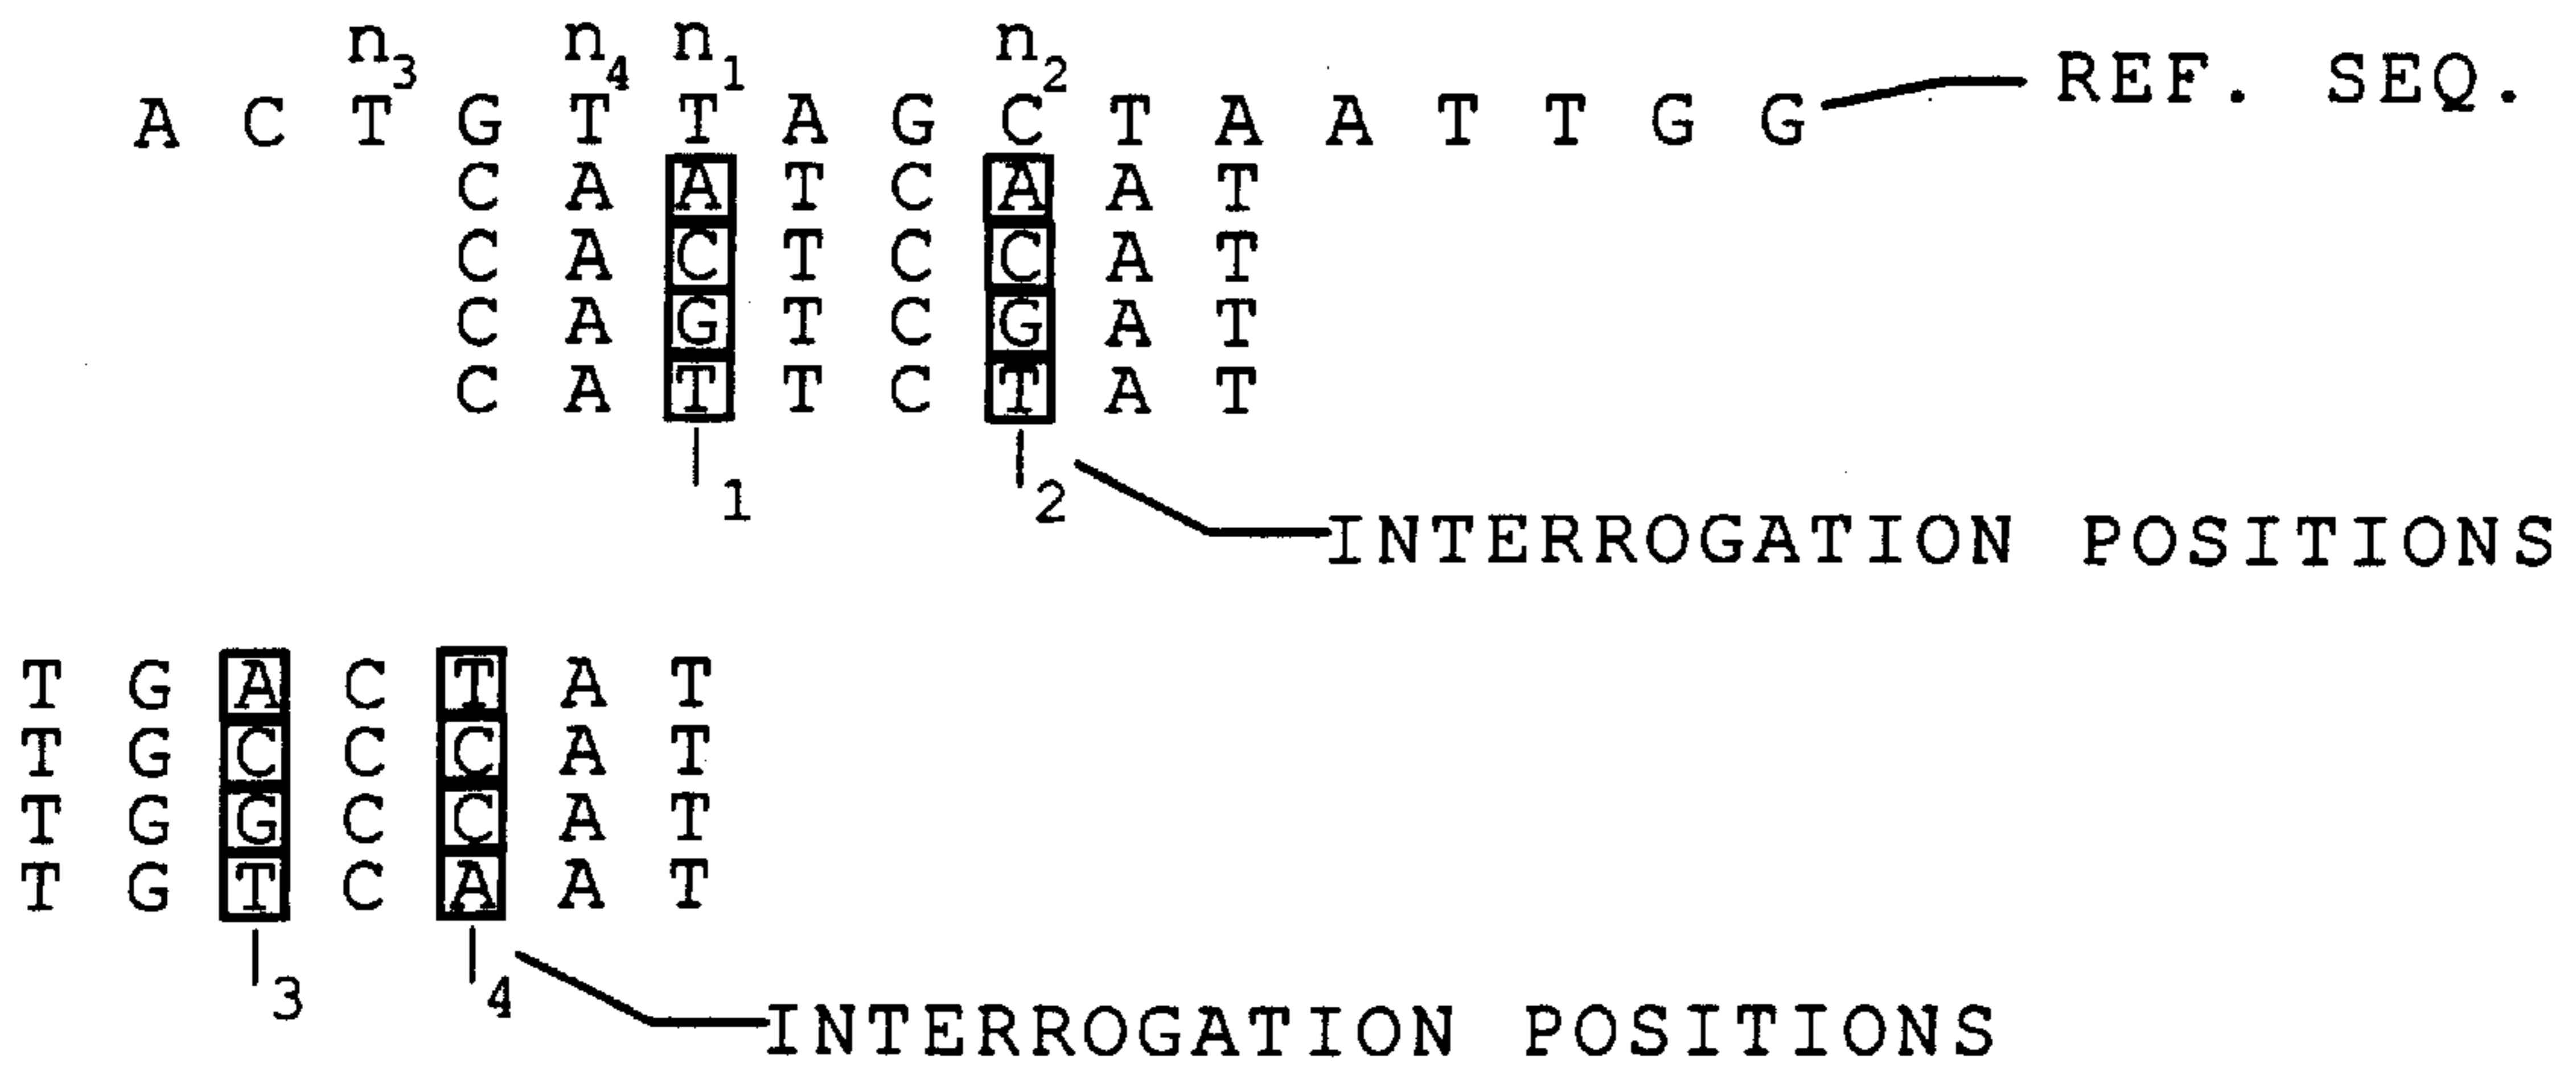 n3 n4 n1 n2
A C T G T T A G C T A A T T G G REF. SEQ.
C A A T C A A T
C A C T C C A T
C A G T C G A T
C A T T C T A T
1 2
INTERROGATION POSITIONS
T G A C T A T
T G C C C A T
T G G C C A T
T G T C A A T
3 4
INTERROGATION POSITIONS